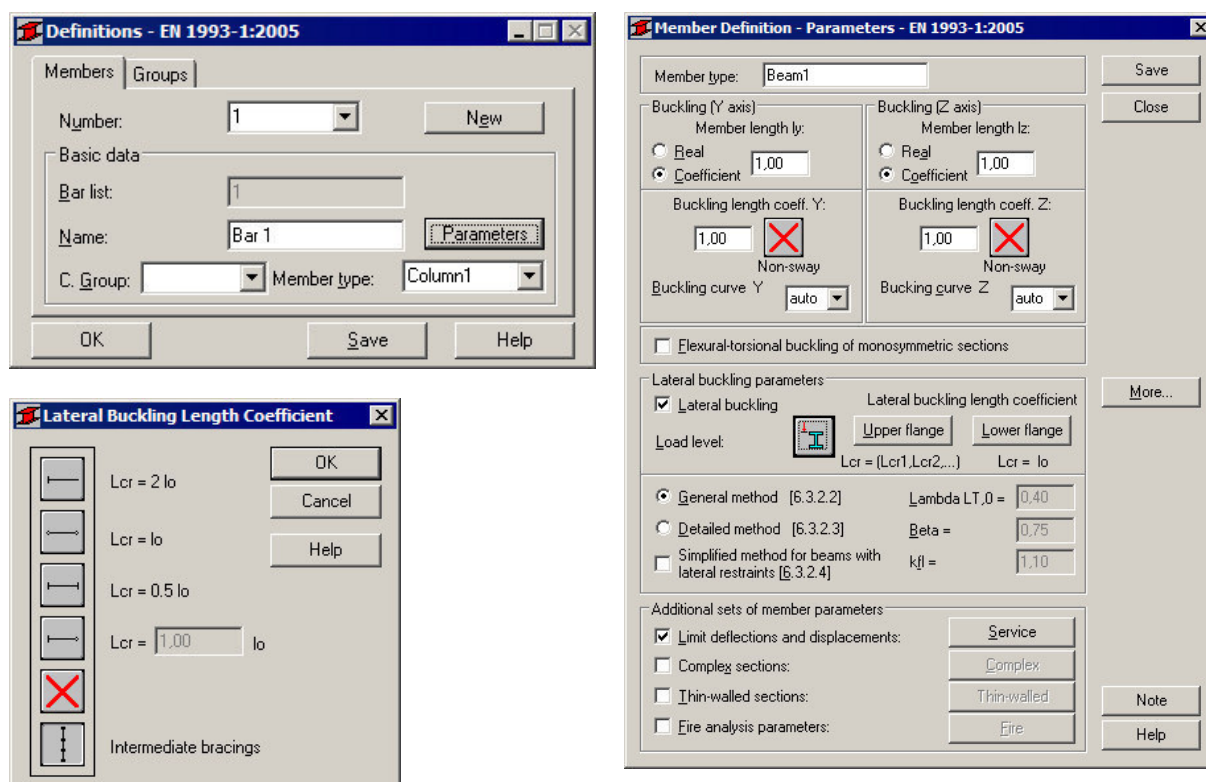 Definitions - EN 1993-1:2005
Members Groups
Number: 1 New
Basic data
Bar list: 1
Name: Bar 1 Parameters
C. Group: Member type: Column1
OK Save Help
Lateral Buckling Length Coefficient
OK
Lcr = 2 lo
Cancel
Lcr = lo
Help
Lcr = 0.5 lo
Lcr = 1,00 lo
Intermediate bracings
Member Definition - Parameters - EN 1993-1:2005
Member type: Beam1 Save
Buckling (Y axis) Buckling (Z axis) Close
Member length ly: Member length lz:
Real Real
1,00 1,00
Coefficient Coefficient
Buckling length coeff. Y: Buckling length coeff. Z:
1,00 1,00
Non-sway Non-sway
Buckling curve Y auto Bucking curve Z auto
Flexural-torsional buckling of monosymmetric sections
Lateral buckling parameters More...
Lateral buckling Lateral buckling length coefficient
Load level: Upper flange Lower flange
Lcr = (Lcr1,Lcr2,...) Lcr = lo
General method [6.3.2.2] Lambda LT,0 = 0,40
Detailed method [6.3.2.3] Beta = 0,75
Simplified method for beams with kfl = 1,10
lateral restraints [6.3.2.4]
Additional sets of member parameters
Limit deflections and displacements: Service
Complex sections: Complex
Thin-walled sections: Thin-walled Note
Fire analysis parameters: Fire Help